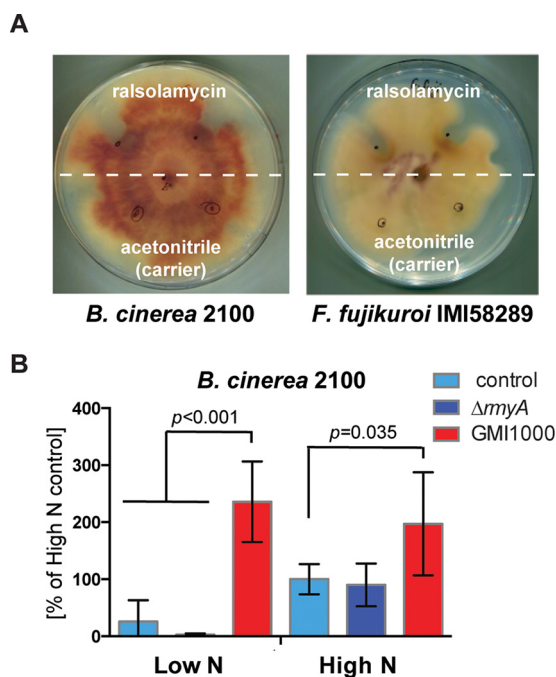 A
ralsolamycin
acetonitrile
(carrier)
B. cinerea 2100
ralsolamycin
acetonitrile
(carrier)
F. fujikuroi IMI58289
B
B. cinerea 2100
control
ΔrmyA
GMI1000
[% of High N control]
400
300
200
100
0
p<0.001
p=0.035
Low N
High N